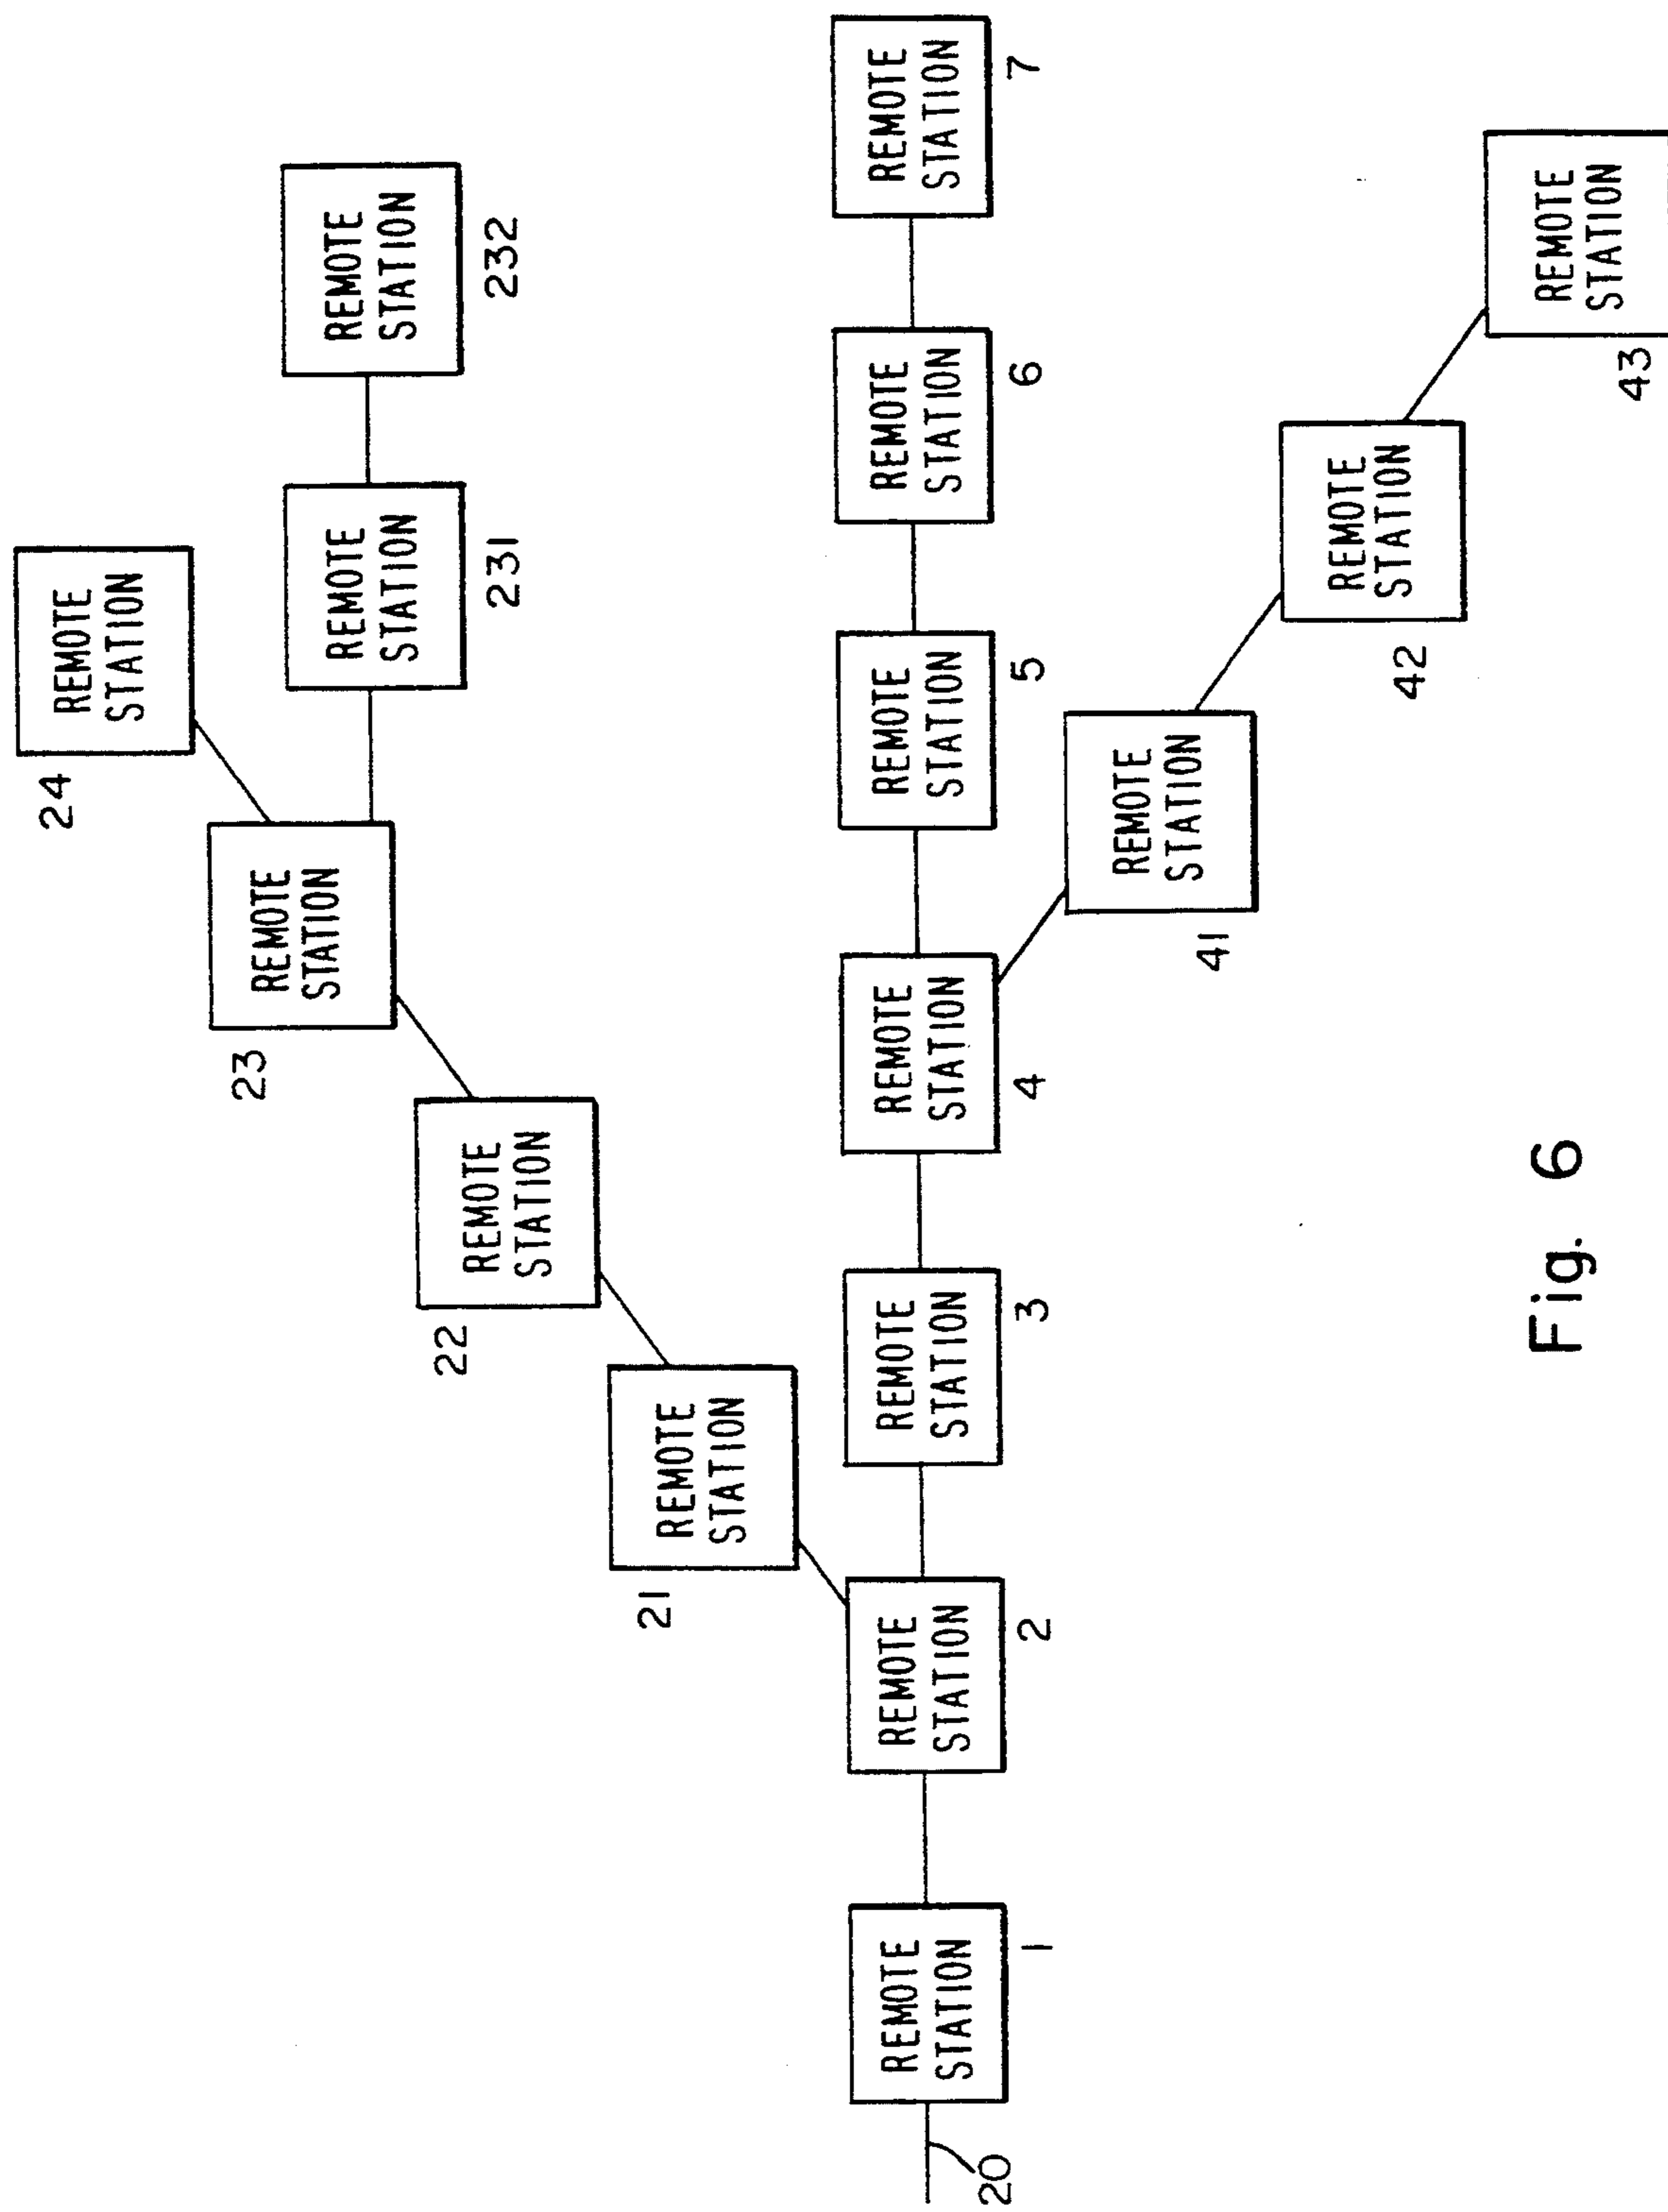 REMOTE
STATION
24
REMOTE
STATION
23
REMOTE
STATION
231
REMOTE
STATION
232
REMOTE
STATION
22
REMOTE
STATION
21
20
REMOTE
STATION
1
REMOTE
STATION
2
REMOTE
STATION
3
REMOTE
STATION
4
REMOTE
STATION
5
REMOTE
STATION
6
REMOTE
STATION
7
REMOTE
STATION
41
REMOTE
STATION
42
REMOTE
STATION
43
Fig. 6